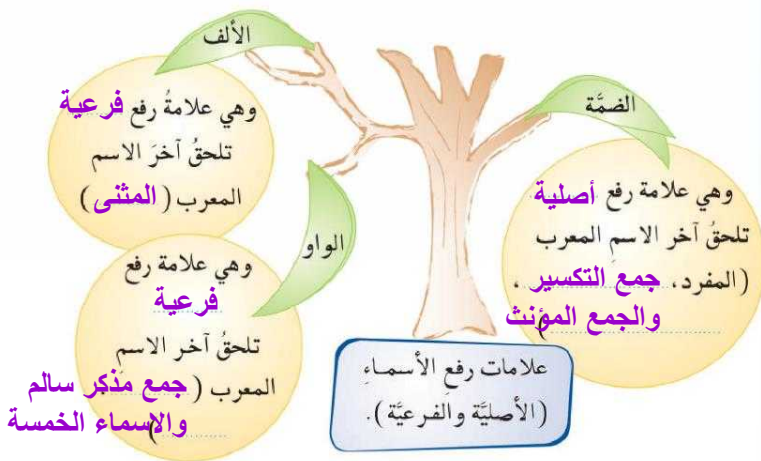 الضمَّة
وهي علامة رفع أصلية
تلحقُ آخر الاسمِ المعرب
(المفرد، جمع التكسير ،
والجمع المؤنث )
الألف
وهي علامةُ رفع فرعية
تلحقُ آخرَ الاسم
المعرب (المثنى)
الواو
وهي علامة رفع
فرعية
تلحقُ آخر الاسم
المعرب (جمع مذكر سالم
والاسماء الخمسة )
علامات رفعِ الأسماءِ
(الأصليَّة والفرعيَّة).